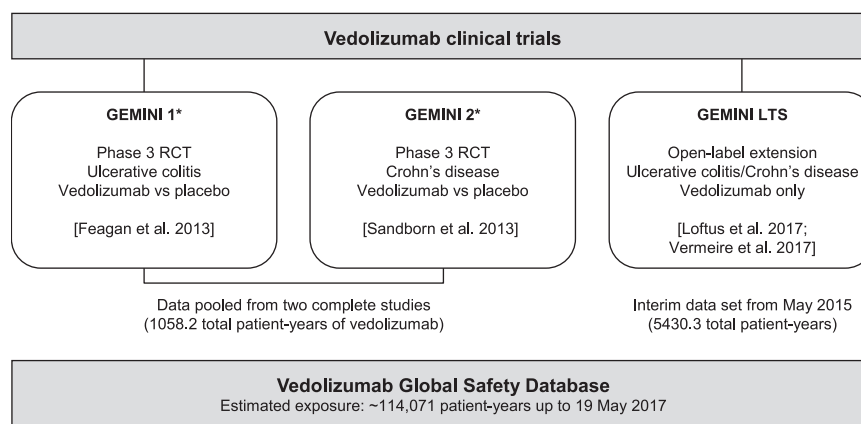 Vedolizumab clinical trials
GEMINI 1*
Phase 3 RCT
Ulcerative colitis
Vedolizumab vs placebo
[Feagan et al. 2013]
GEMINI 2*
Phase 3 RCT
Crohn's disease
Vedolizumab vs placebo
[Sandborn et al. 2013]
GEMINI LTS
Open-label extension
Ulcerative colitis/Crohn's disease
Vedolizumab only
[Loftus et al. 2017;
Vermeire et al. 2017]
Data pooled from two complete studies
(1058.2 total patient-years of vedolizumab)
Interim data set from May 2015
(5430.3 total patient-years)
Vedolizumab Global Safety Database
Estimated exposure: ~114,071 patient-years up to 19 May 2017